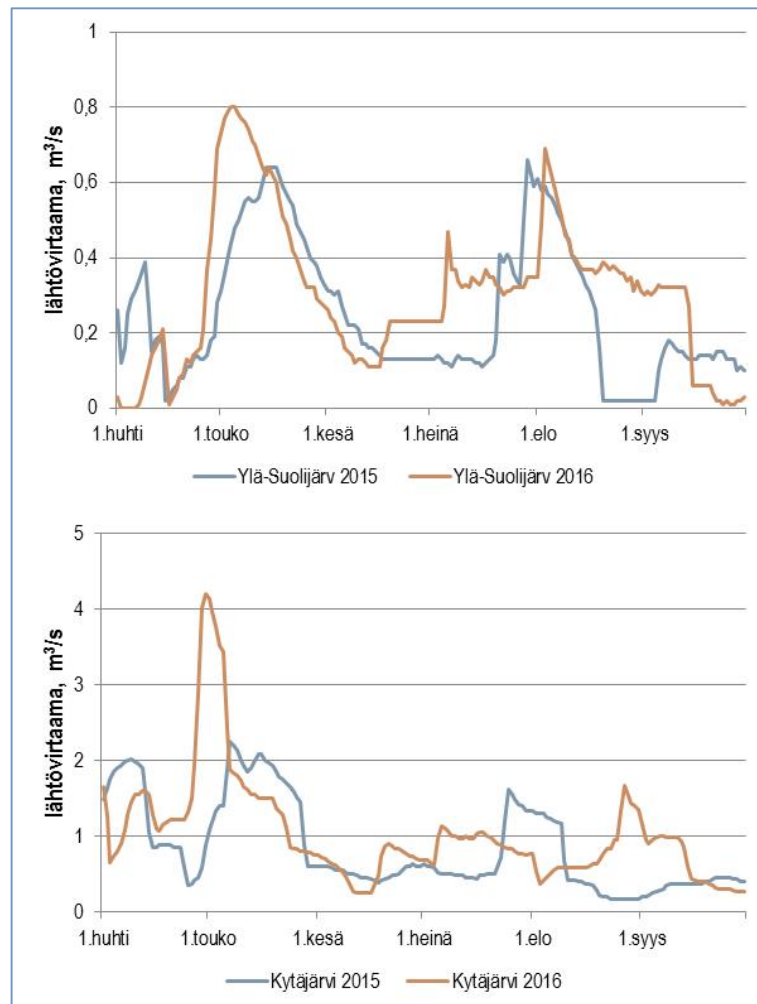 1
0,8
0,6
0,4
0,2
0
lähtövirtaama, m³/s
1.huhti 1.touko 1.kesä 1.heinä 1.elo 1.syys
Ylä-Suolijärv 2015 Ylä-Suolijärv 2016
5
4
3
2
1
0
lähtövirtaama, m³/s
1.huhti 1.touko 1.kesä 1.heinä 1.elo 1.syys
Kytäjärvi 2015 Kytäjärvi 2016